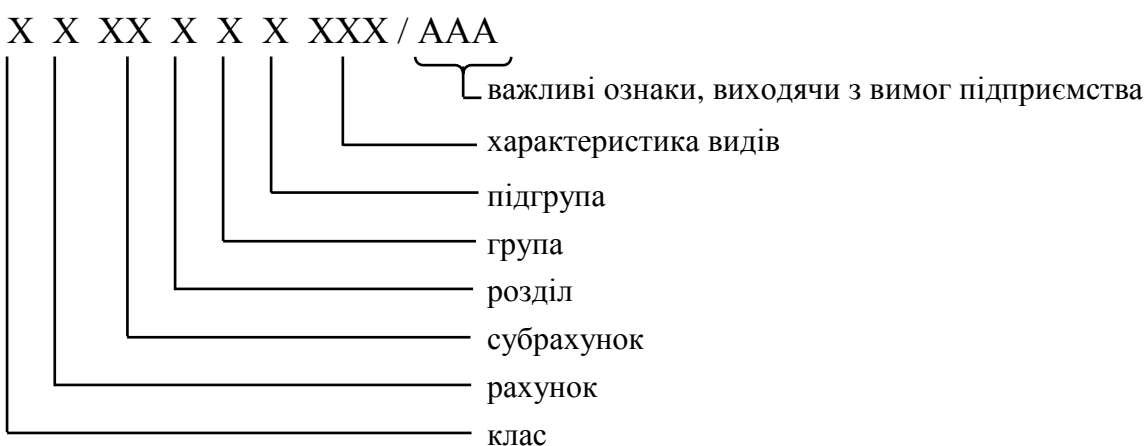 X X XX X X X XXX / AAA
важливі ознаки, виходячи з вимог підприємства
характеристика видів
підгрупа
група
розділ
субрахунок
рахунок
клас